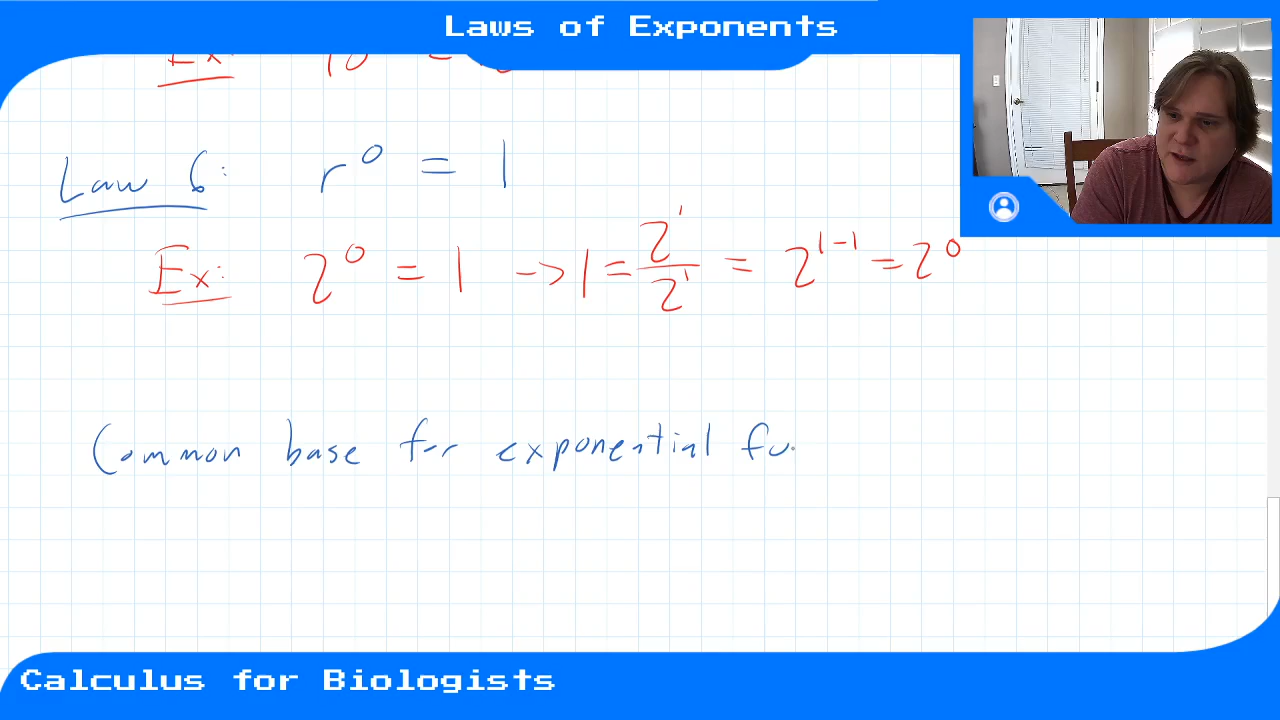 Laws of Exponents
Ex:
Law 6: r⁰ = 1
Ex: 2⁰ = 1 → 1 = 2¹/2¹ = 2¹⁻¹ = 2⁰
Common base for exponential fu
Calculus for Biologists